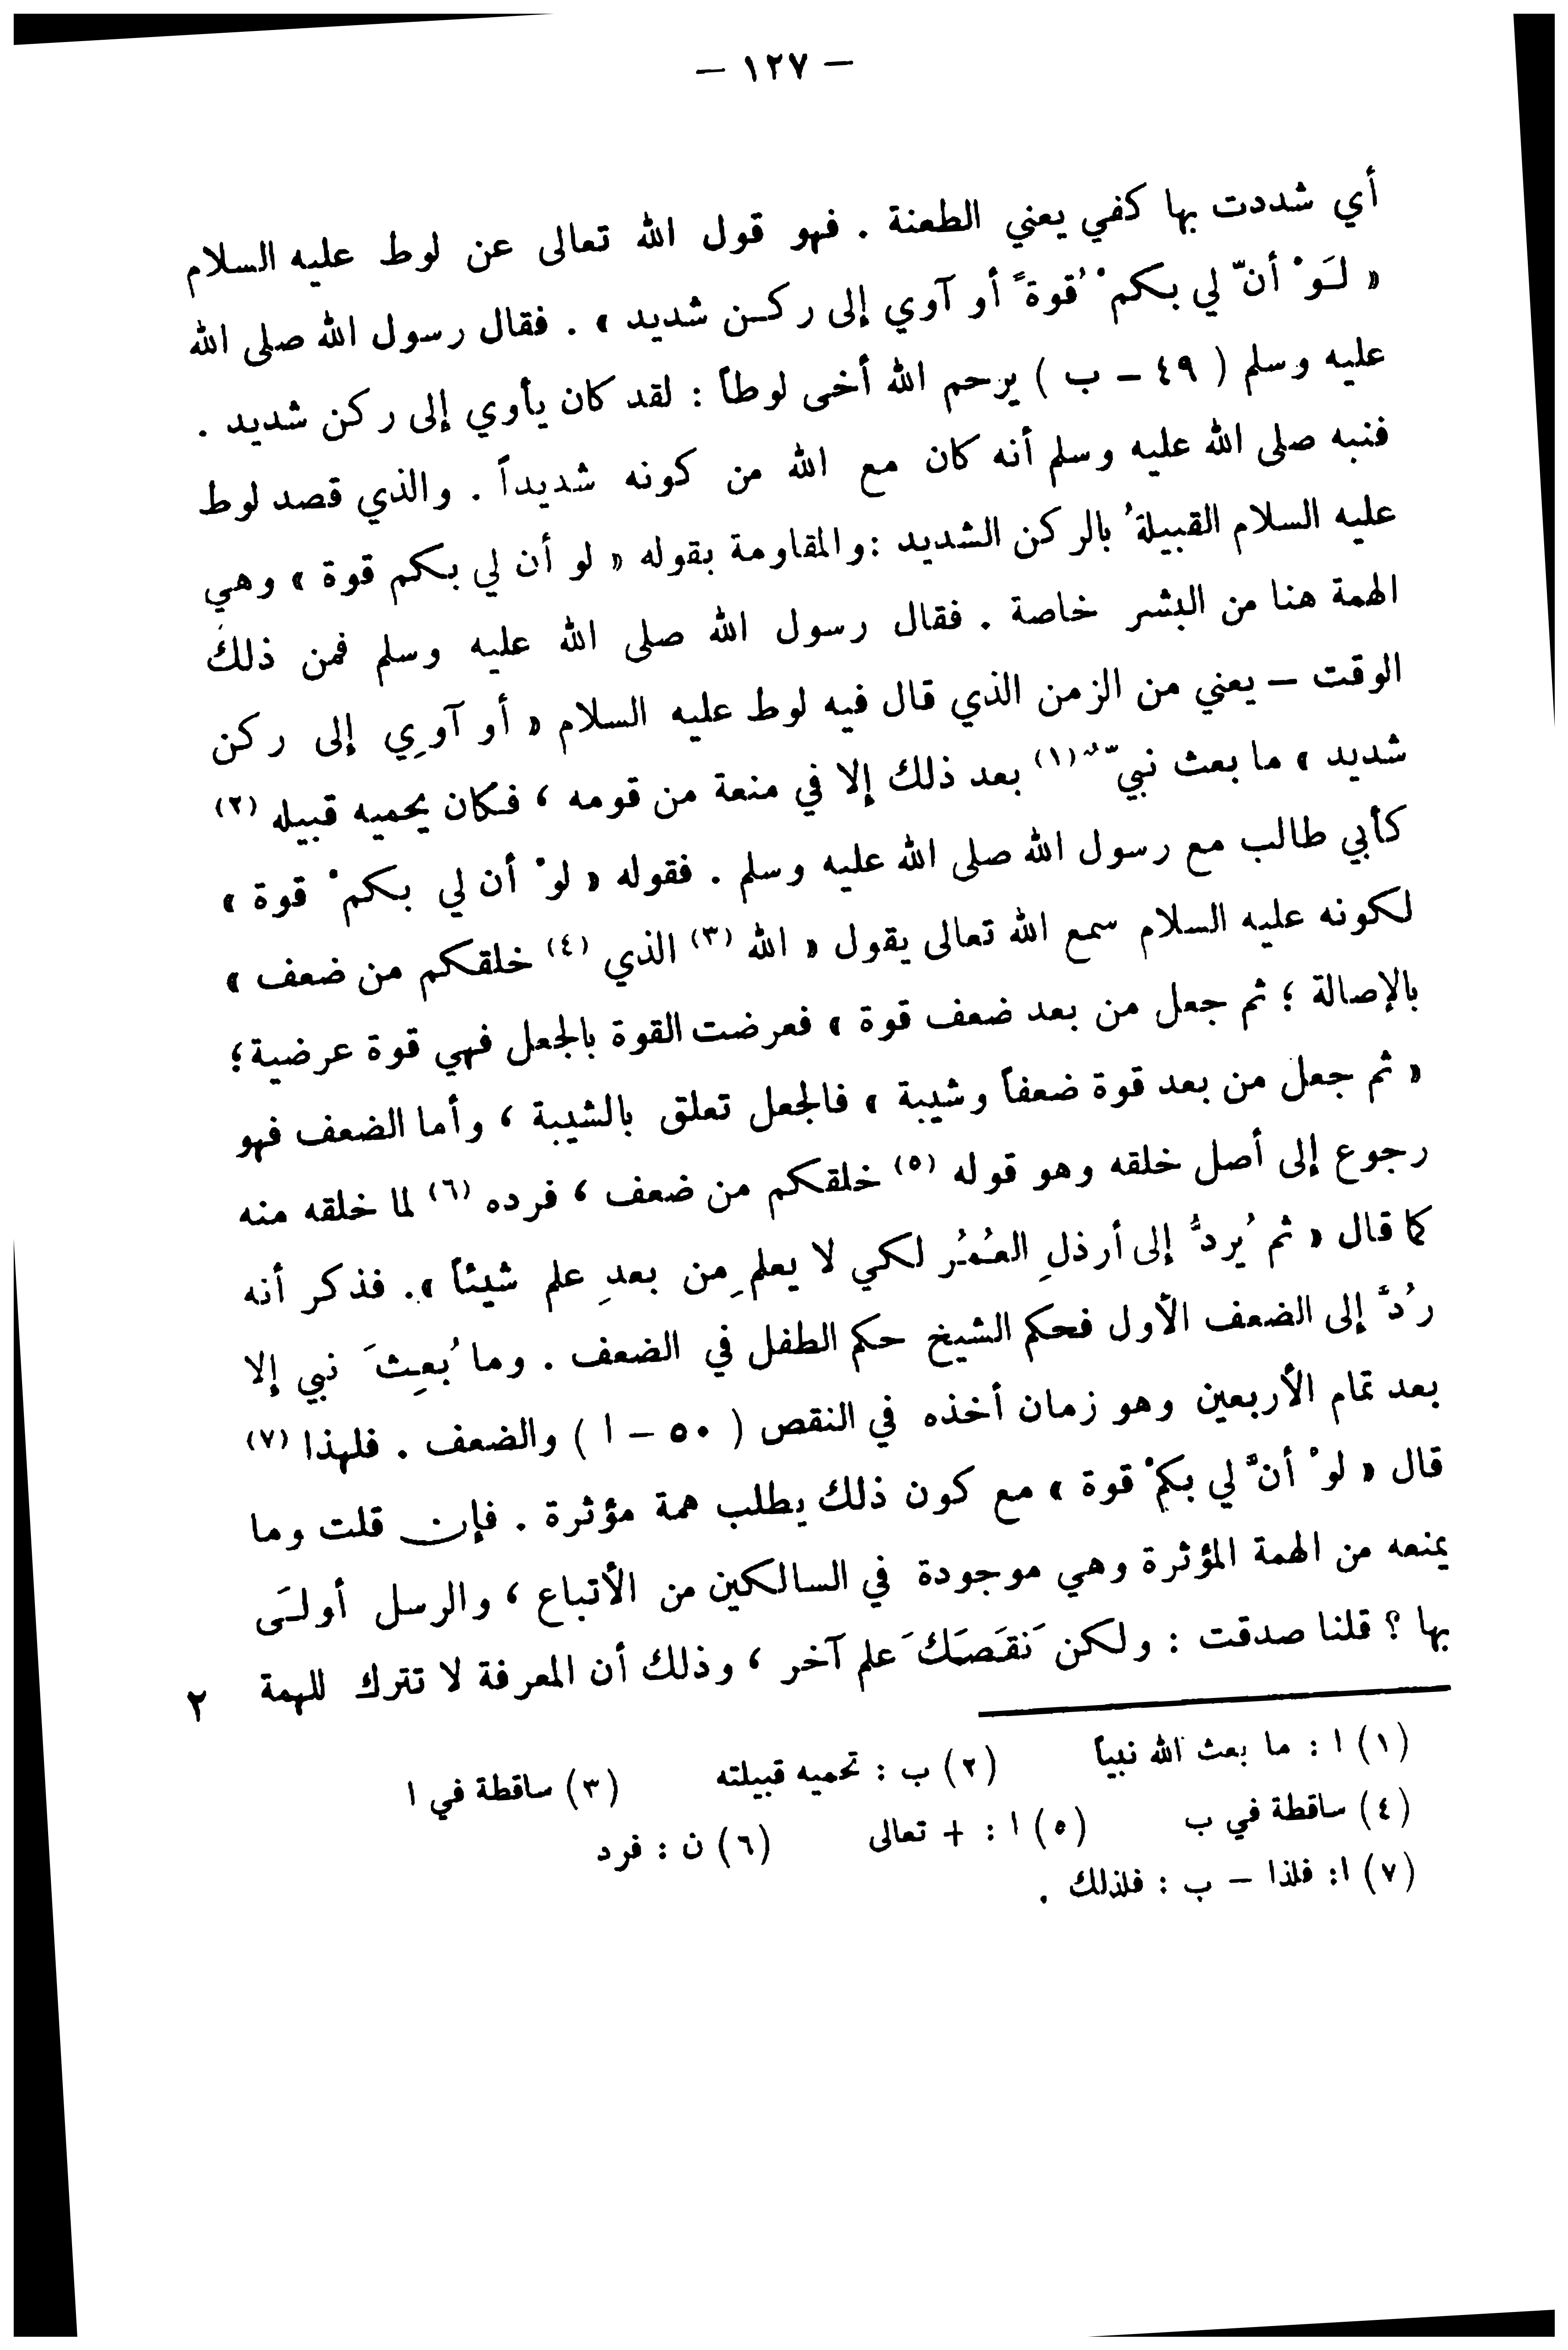 — ١٢٧ —
أي شددت بها كفي يعني الطعنة . فهو قول الله تعالى عن لوط عليه السلام
« لَوْ أنّ لي بكمْ ُقوةً أو آوي إلى ركن شديد » . فقال رسول الله صلى الله
عليه وسلم ( ٤٩ – ب ) يرحم الله أخى لوطاً : لقد كان يأوي إلى ركن شديد .
فنبه صلى الله عليه وسلم أنه كان مع الله من كونه شديداً . والذي قصد لوط
عليه السلام القبيلةُ بالركن الشديد : والمقاومة بقوله « لو أن لي بكم قوة » وهي
الهمة هنا من البشر خاصة . فقال رسول الله صلى الله عليه وسلم فمن ذلكَ
الوقت – يعني من الزمن الذي قال فيه لوط عليه السلام « أو آوِي إلى ركن
شديد » ما بعث نبيّ ٌ (١) بعد ذلك إلا في منعة من قومه ، فكان يحميه قبيله (٢)
كأبي طالب مع رسول الله صلى الله عليه وسلم . فقوله « لوْ أن لي بكمْ قوة »
لكونه عليه السلام سمع الله تعالى يقول « الله (٣) الذي (٤) خلقكم من ضعف »
بالإصالة ؛ ثم جعل من بعد ضعف قوة » فعرضت القوة بالجعل فهي قوة عرضية ؛
« ثم جعل من بعد قوة ضعفاً وشيبة » فالجعل تعلق بالشيبة ، وأما الضعف فهو
رجوع إلى أصل خلقه وهو قوله (٥) خلقكم من ضعف ، فرده (٦) لما خلقه منه
كما قال « ثم ُيردُّ إلى أرذلِ العُمُر لكي لا يعلم ِمن بعدِ علم شيئاً ». فذكر أنه
رُدَّ إلى الضعف الأول فحكم الشيخ حكم الطفل في الضعف . وما ُبعِثَ نبي إلا
بعد تمام الأربعين وهو زمان أخذه في النقص ( ٥٠ – ا ) والضعف . فلهذا (٧)
قال « لوْ أنَّ لي بكمْ قوة » مع كون ذلك يطلب همة مؤثرة . فإن قلت وما
يمنعه من الهمة المؤثرة وهي موجودة في السالكين من الأتباع ، والرسل أولَى
بها ؟ قلنا صدقت : ولكن َنقَصَكَ علم آخر ، وذلك أن المعرفة لا تترك للهمة ٢
(١) ا : ما بعث الله نبياً (٢) ب : تحميه قبيلته (٣) ساقطة في ا
(٤) ساقطة في ب (٥) ا : + تعالى (٦) ن : فرد
(٧) ا: فلذا – ب : فلذلك .